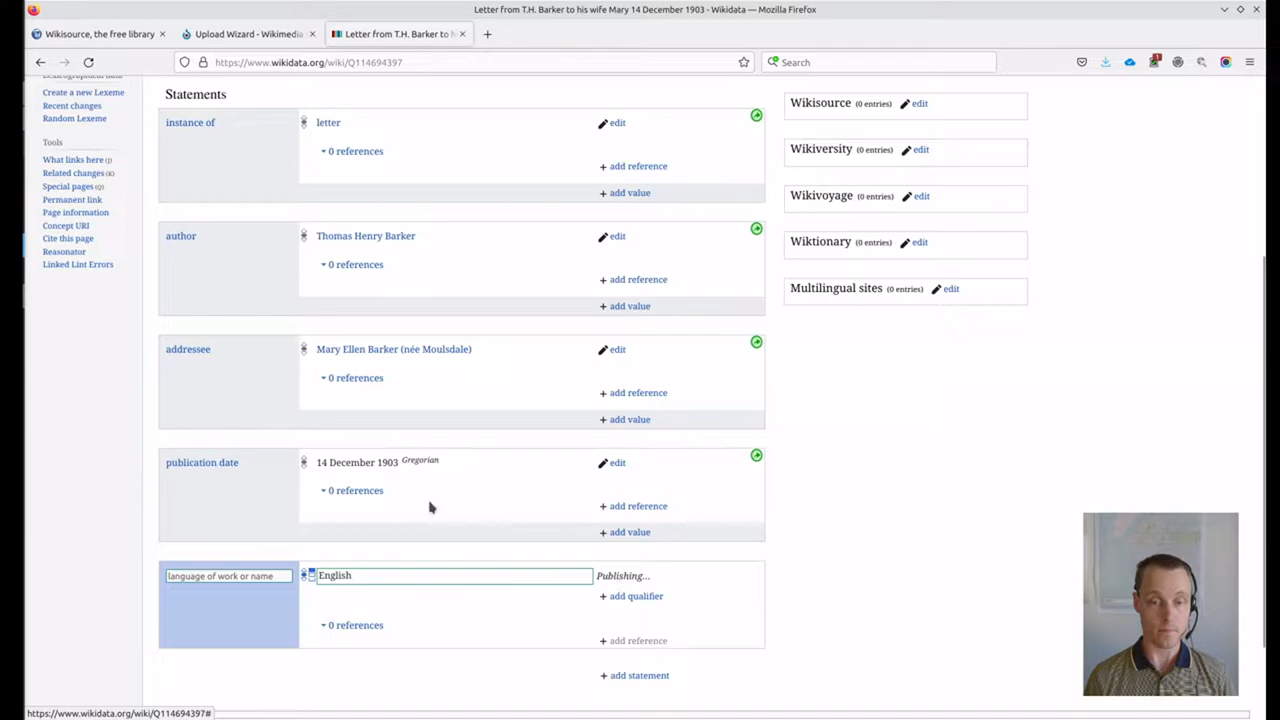 Letter from T.H. Barker to his wife Mary 14 December 1903 - Wikidata — Mozilla Firefox
Wikisource, the free library
Upload Wizard - Wikimedia
Letter from T.H. Barker to hi
https://www.wikidata.org/wiki/Q114694397
Search
1
Lexicographical data
Create a new Lexeme
Recent changes
Random Lexeme
Tools
What links here [j]
Related changes [k]
Special pages [q]
Permanent link
Page information
Concept URI
Cite this page
Reasonator
Linked Lint Errors
Statements
instance of
letter
edit
0 references
+ add reference
+ add value
author
Thomas Henry Barker
edit
0 references
+ add reference
+ add value
addressee
Mary Ellen Barker (née Moulsdale)
edit
0 references
+ add reference
+ add value
publication date
14 December 1903 Gregorian
edit
0 references
+ add reference
+ add value
language of work or name
English
Publishing...
+ add qualifier
0 references
+ add reference
+ add statement
Wikisource (0 entries) edit
Wikiversity (0 entries) edit
Wikivoyage (0 entries) edit
Wiktionary (0 entries) edit
Multilingual sites (0 entries) edit
https://www.wikidata.org/wiki/Q114694397#